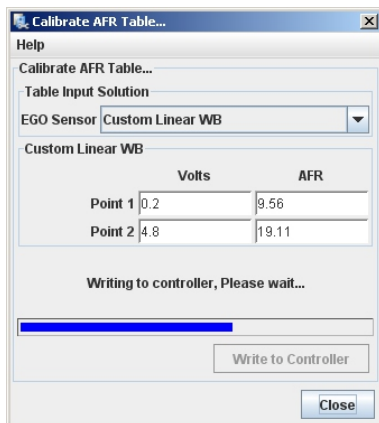 Calibrate AFR Table...
Help
Calibrate AFR Table...
Table Input Solution
EGO Sensor Custom Linear WB
Custom Linear WB
Volts AFR
Point 1 0.2 9.56
Point 2 4.8 19.11
Writing to controller, Please wait...
Write to Controller
Close